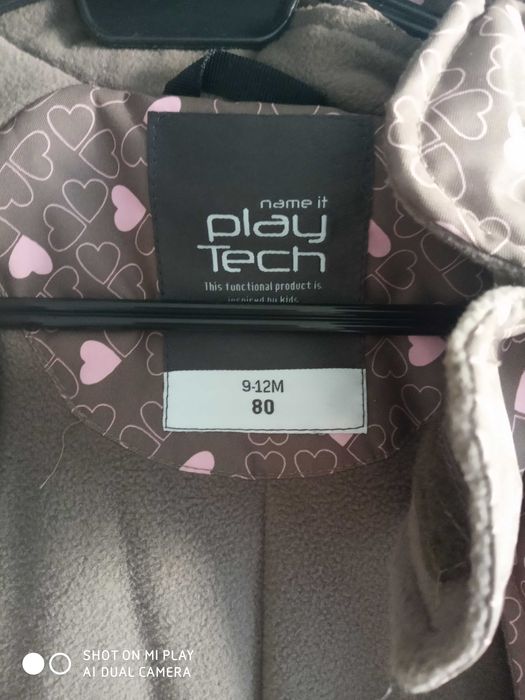 name it
play
Tech
This functional product is
inspired by kids
9-12M
80
SHOT ON MI PLAY
AI DUAL CAMERA